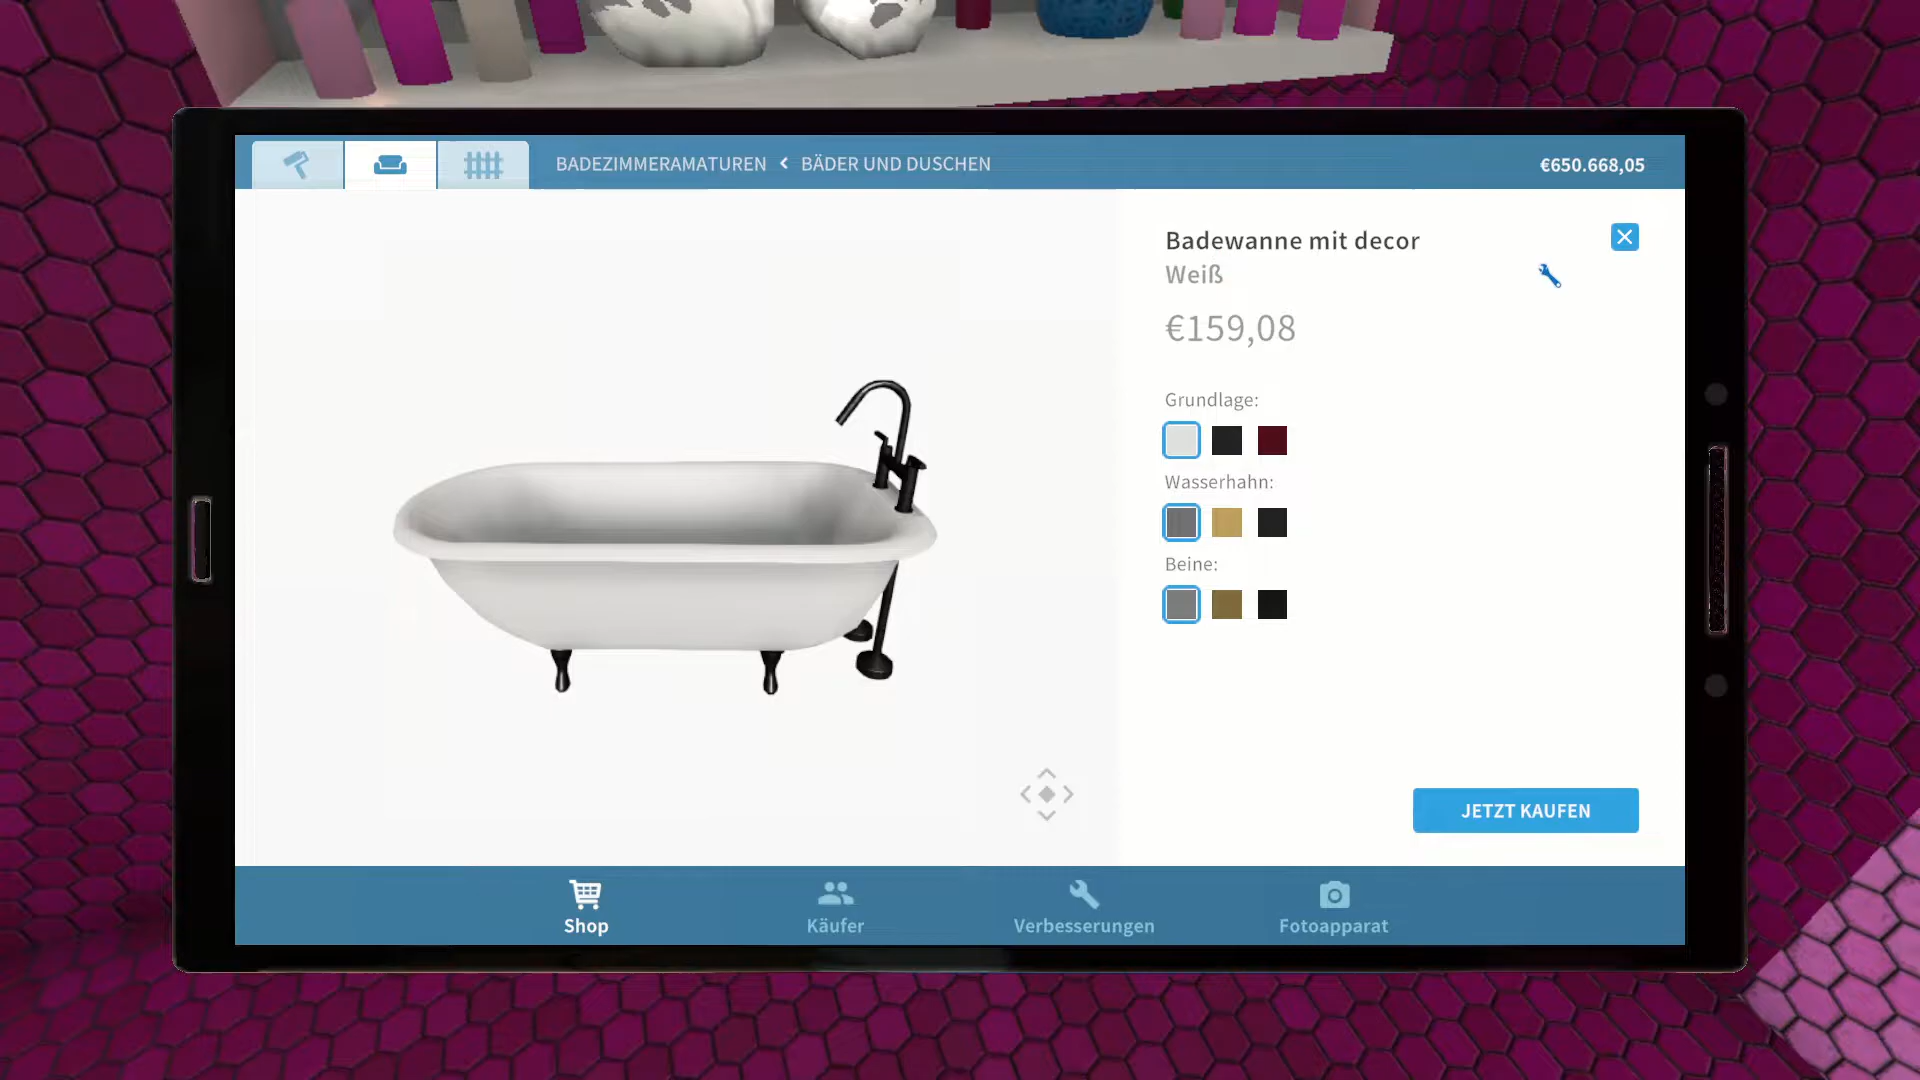 BADEZIMMERAMATUREN < BÄDER UND DUSCHEN
€650.668,05
Badewanne mit decor
Weiß
€159,08
Grundlage:
Wasserhahn:
Beine:
JETZT KAUFEN
Shop
Käufer
Verbesserungen
Fotoapparat